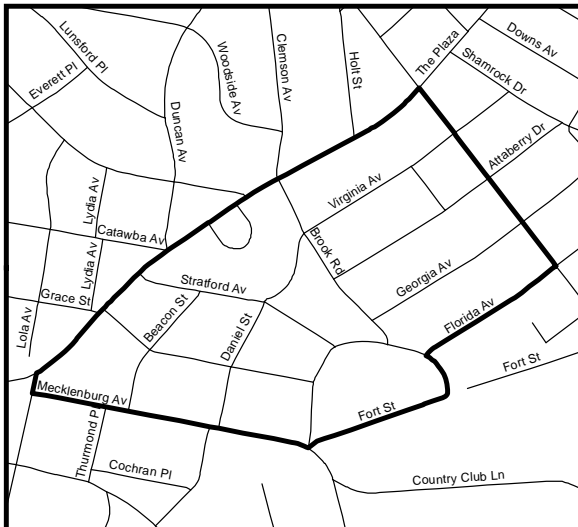 Lunsford Pl
Everett Pl
Woodside Av
Clemson Av
Holt St
The Plaza
Downs Av
Shamrock Dr
Duncan Av
Attaberry Dr
Virginia Av
Lydia Av
Catawba Av
Brook Rd
Lydia Av
Stratford Av
Georgia Av
Grace St
Beacon St
Daniel St
Florida Av
Lola Av
Fort St
Mecklenburg Av
Fort St
Thurmond Pl
Cochran Pl
Country Club Ln